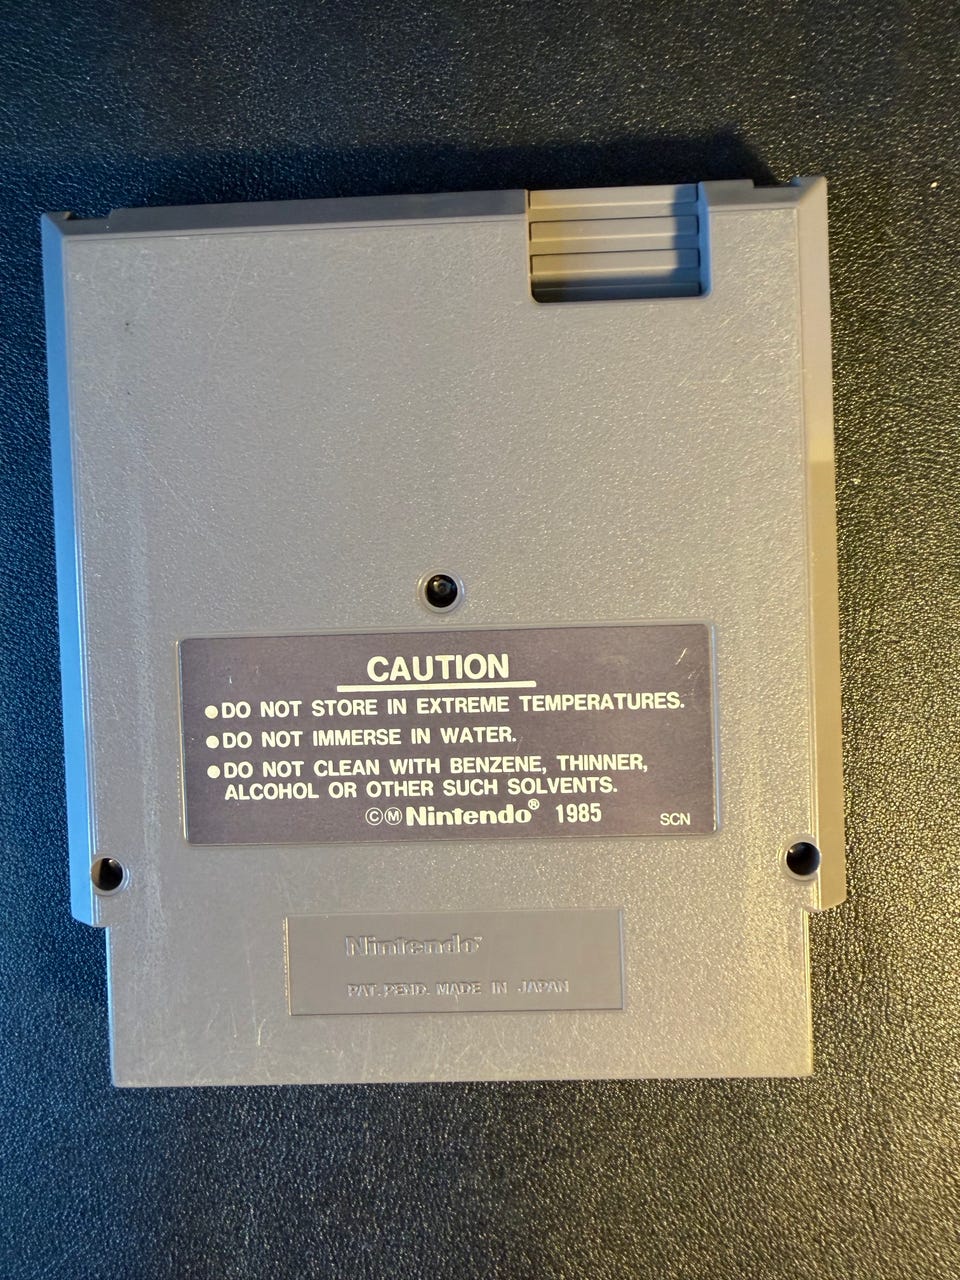 CAUTION
●DO NOT STORE IN EXTREME TEMPERATURES.
●DO NOT IMMERSE IN WATER.
●DO NOT CLEAN WITH BENZENE, THINNER,
ALCOHOL OR OTHER SUCH SOLVENTS.
©Ⓜ Nintendo® 1985 SCN
Nintendo®
PAT. PEND. MADE IN JAPAN